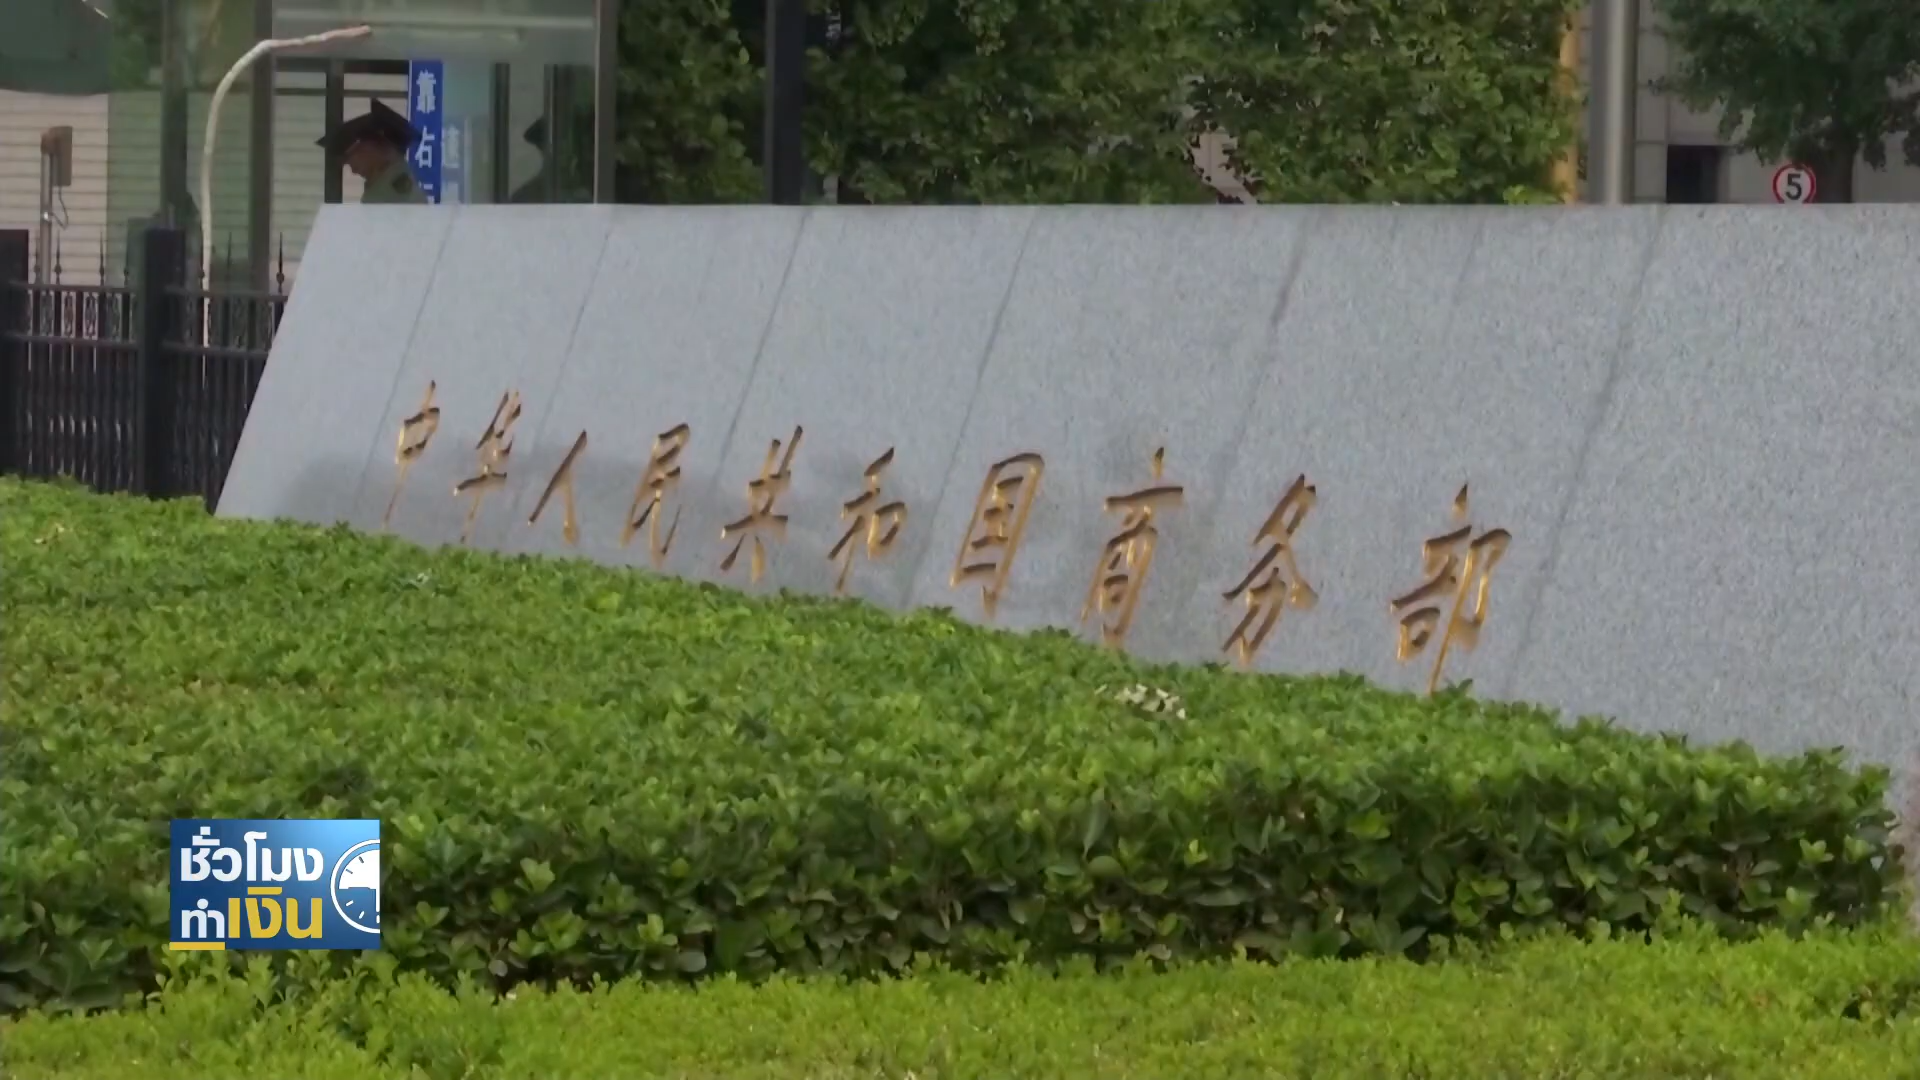 靠
右
5
中华人民共和国商务部
ชั่วโมง
ทำเงิน